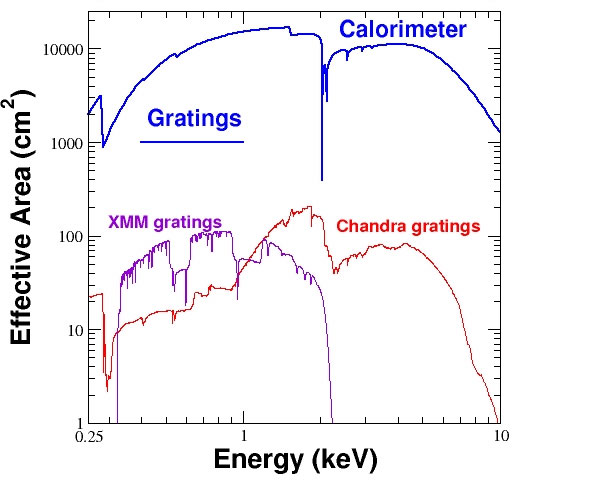 Calorimeter
10000
Gratings
1000
Effective Area (cm²)
XMM gratings
Chandra gratings
100
10
1
0.25
1
10
Energy (keV)